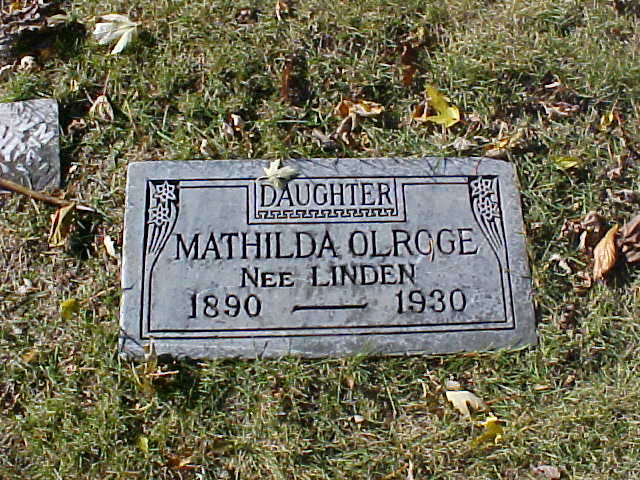 DAUGHTER
MATHILDA OLROGE
NEE LINDEN
1890 — 1930